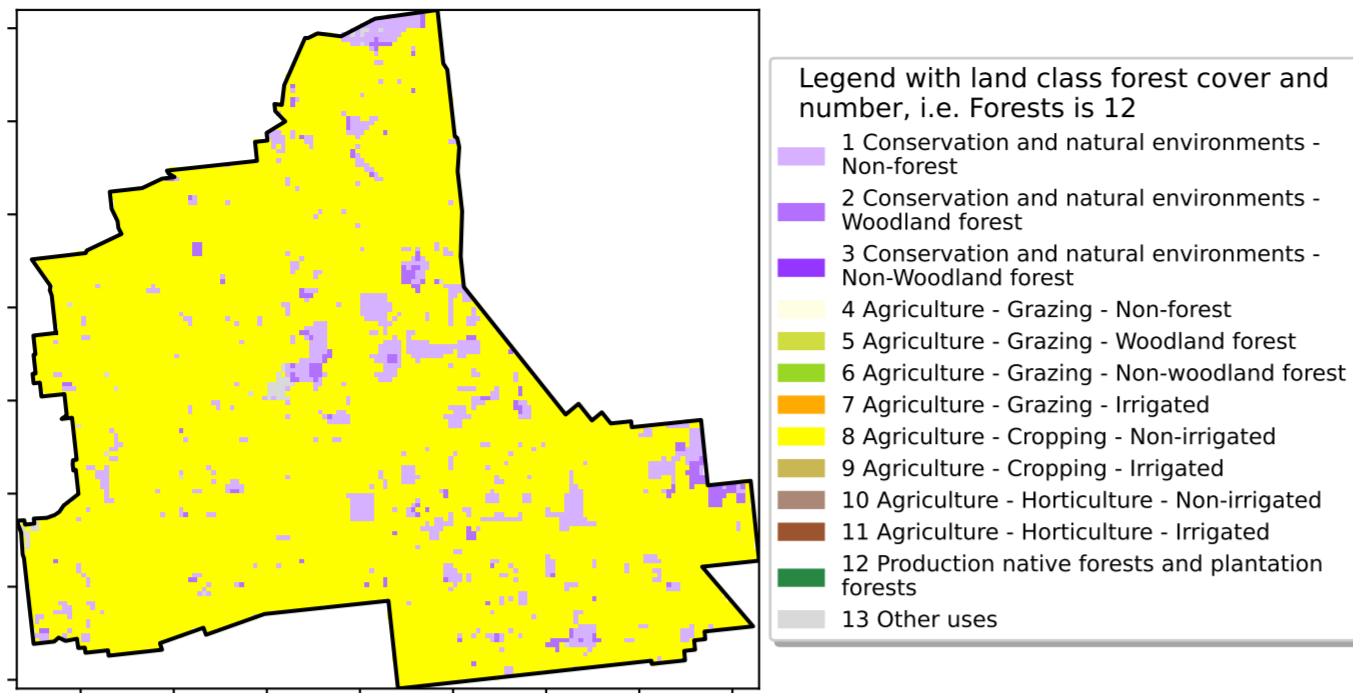 Legend with land class forest cover and
number, i.e. Forests is 12
1 Conservation and natural environments -
Non-forest
2 Conservation and natural environments -
Woodland forest
3 Conservation and natural environments -
Non-Woodland forest
4 Agriculture - Grazing - Non-forest
5 Agriculture - Grazing - Woodland forest
6 Agriculture - Grazing - Non-woodland forest
7 Agriculture - Grazing - Irrigated
8 Agriculture - Cropping - Non-irrigated
9 Agriculture - Cropping - Irrigated
10 Agriculture - Horticulture - Non-irrigated
11 Agriculture - Horticulture - Irrigated
12 Production native forests and plantation
forests
13 Other uses